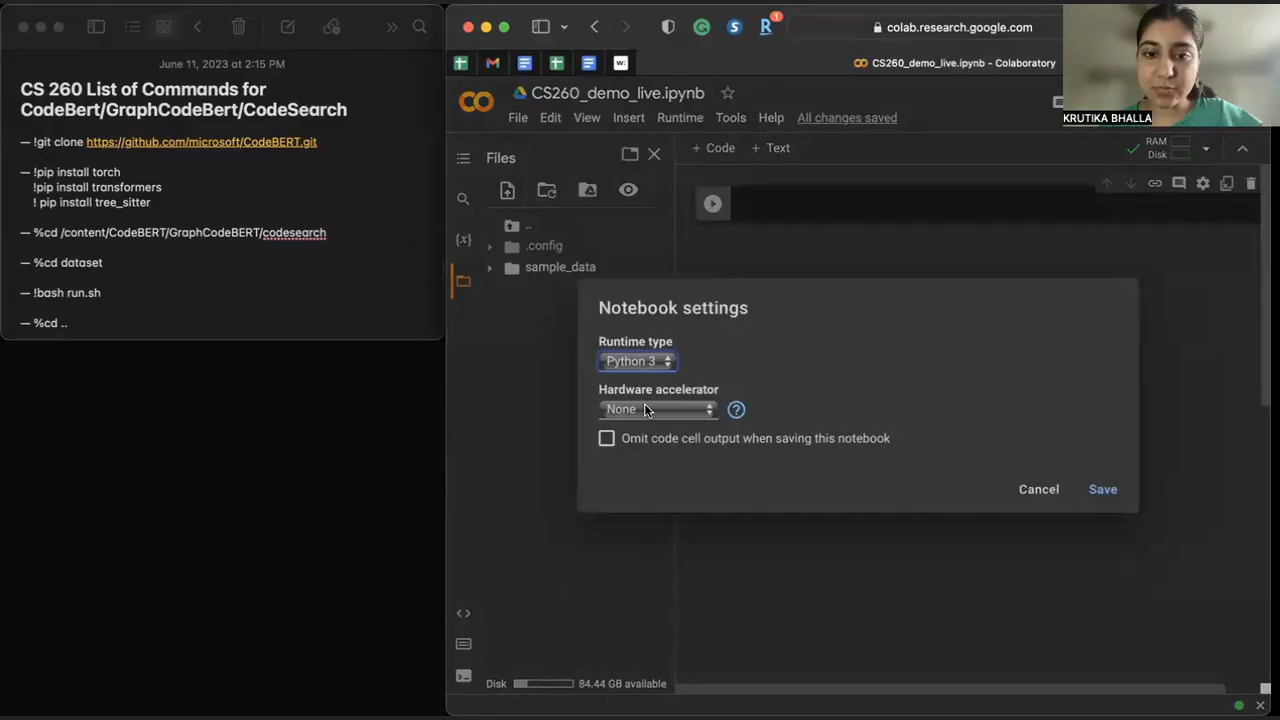 June 11, 2023 at 2:15 PM
CS 260 List of Commands for
CodeBert/GraphCodeBert/CodeSearch
— !git clone https://github.com/microsoft/CodeBERT.git
— !pip install torch
!pip install transformers
! pip install tree_sitter
— %cd /content/CodeBERT/GraphCodeBERT/codesearch
— %cd dataset
— !bash run.sh
— %cd ..
1
colab.research.google.com
CS260_demo_live.ipynb - Colaboratory
CS260_demo_live.ipynb
File Edit View Insert Runtime Tools Help All changes saved
Files
+ Code + Text
RAM
Disk
{x}
..
.config
sample_data
Notebook settings
Runtime type
Python 3
Hardware accelerator
None
?
Omit code cell output when saving this notebook
Cancel Save
Disk 84.44 GB available
KRUTIKA BHALLA